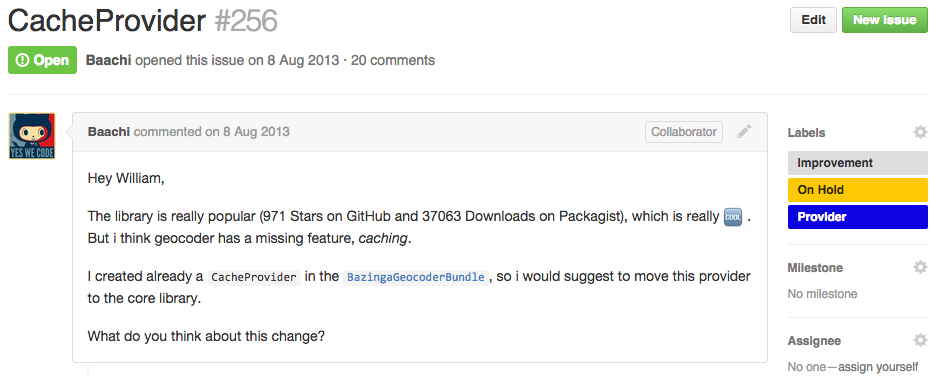 CacheProvider #256
Edit
New Issue
Open
Baachi opened this issue on 8 Aug 2013 · 20 comments
YES WE CODE
Baachi commented on 8 Aug 2013
Collaborator
Hey William,
The library is really popular (971 Stars on GitHub and 37063 Downloads on Packagist), which is really COOL .
But i think geocoder has a missing feature, caching.
I created already a CacheProvider in the BazingaGeocoderBundle, so i would suggest to move this provider
to the core library.
What do you think about this change?
Labels
Improvement
On Hold
Provider
Milestone
No milestone
Assignee
No one—assign yourself